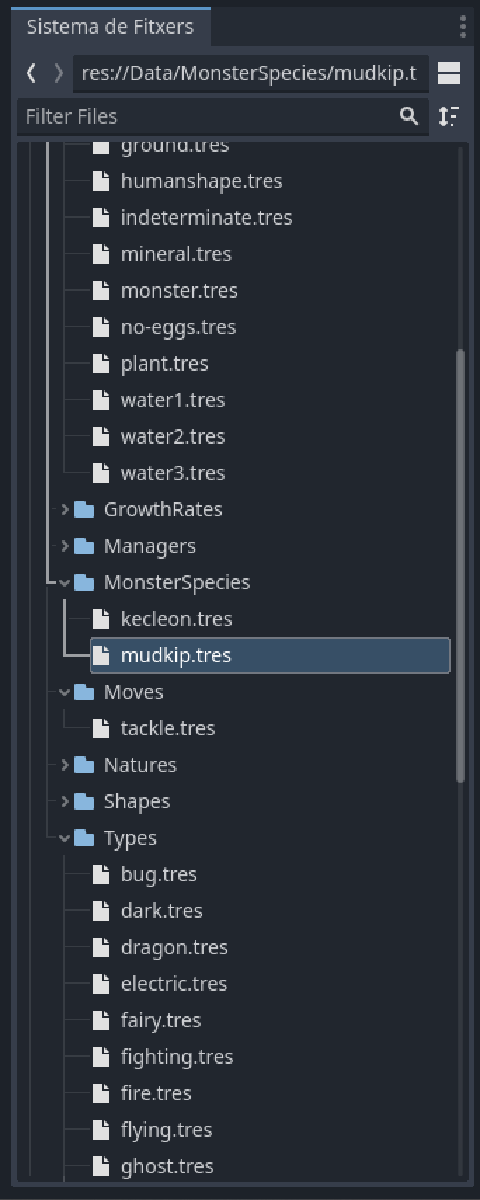 Sistema de Fitxers
res://Data/MonsterSpecies/mudkip.t
Filter Files
ground.tres
humanshape.tres
indeterminate.tres
mineral.tres
monster.tres
no-eggs.tres
plant.tres
water1.tres
water2.tres
water3.tres
GrowthRates
Managers
MonsterSpecies
kecleon.tres
mudkip.tres
Moves
tackle.tres
Natures
Shapes
Types
bug.tres
dark.tres
dragon.tres
electric.tres
fairy.tres
fighting.tres
fire.tres
flying.tres
ghost.tres